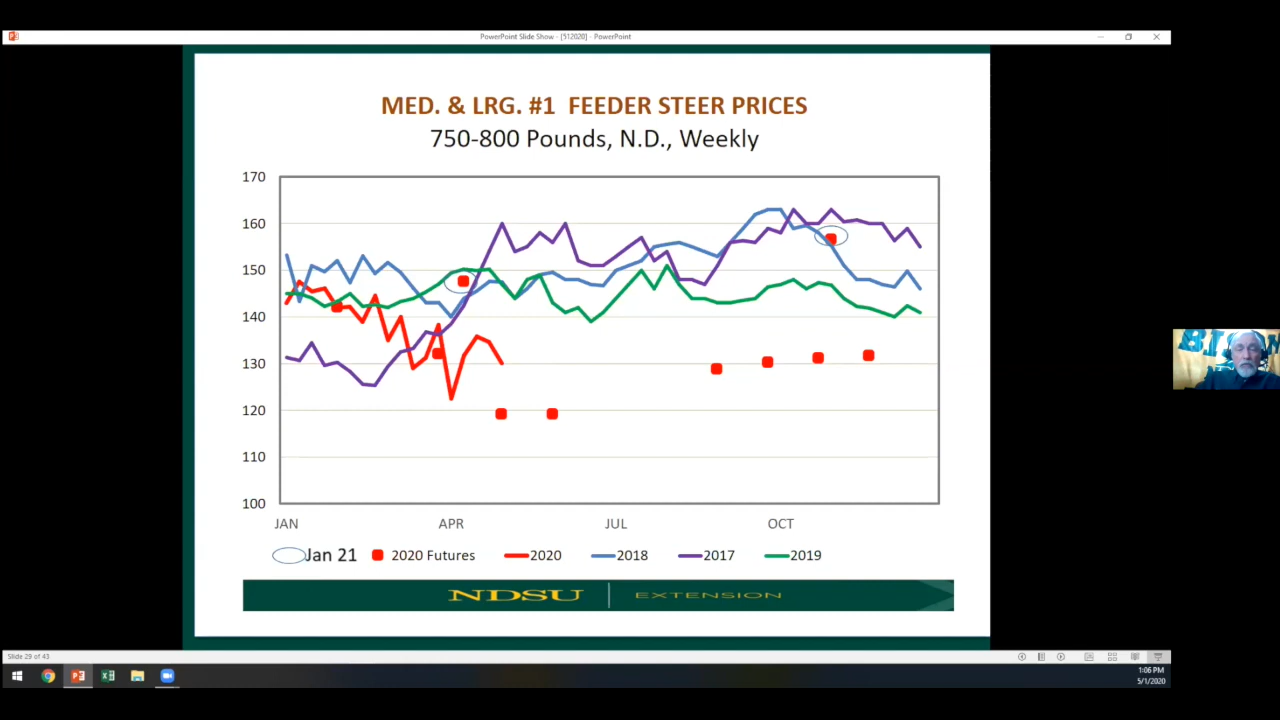 PowerPoint Slide Show - [512020] - PowerPoint
MED. & LRG. #1 FEEDER STEER PRICES
750-800 Pounds, N.D., Weekly
170
160
150
140
130
120
110
100
JAN APR JUL OCT
Jan 21 2020 Futures 2020 2018 2017 2019
NDSU EXTENSION
Slide 29 of 43
1:06 PM
5/1/2020